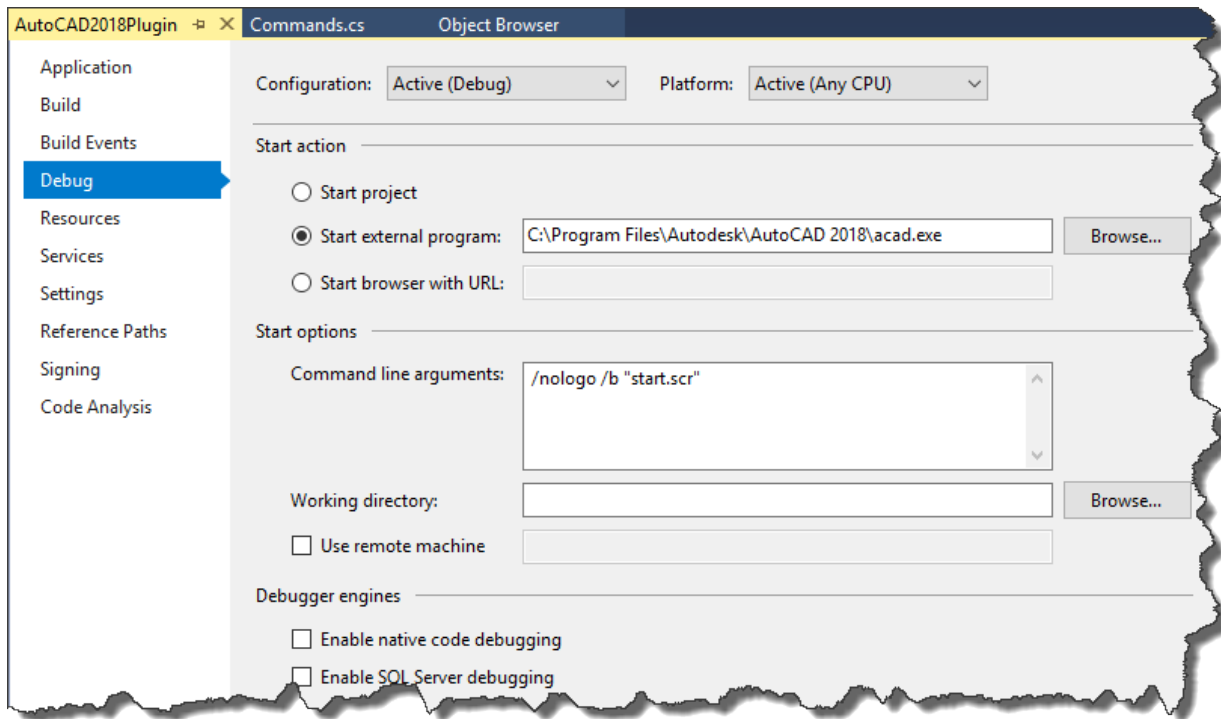 AutoCAD2018Plugin Commands.cs Object Browser
Application
Build
Build Events
Debug
Resources
Services
Settings
Reference Paths
Signing
Code Analysis
Configuration: Active (Debug) Platform: Active (Any CPU)
Start action
Start project
Start external program: C:\Program Files\Autodesk\AutoCAD 2018\acad.exe Browse...
Start browser with URL:
Start options
Command line arguments: /nologo /b "start.scr"
Working directory: Browse...
Use remote machine
Debugger engines
Enable native code debugging
Enable SQL Server debugging